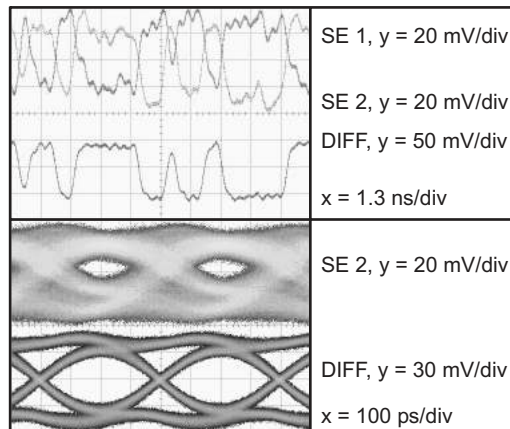 SE 1, y = 20 mV/div
SE 2, y = 20 mV/div
DIFF, y = 50 mV/div
x = 1.3 ns/div
SE 2, y = 20 mV/div
DIFF, y = 30 mV/div
x = 100 ps/div